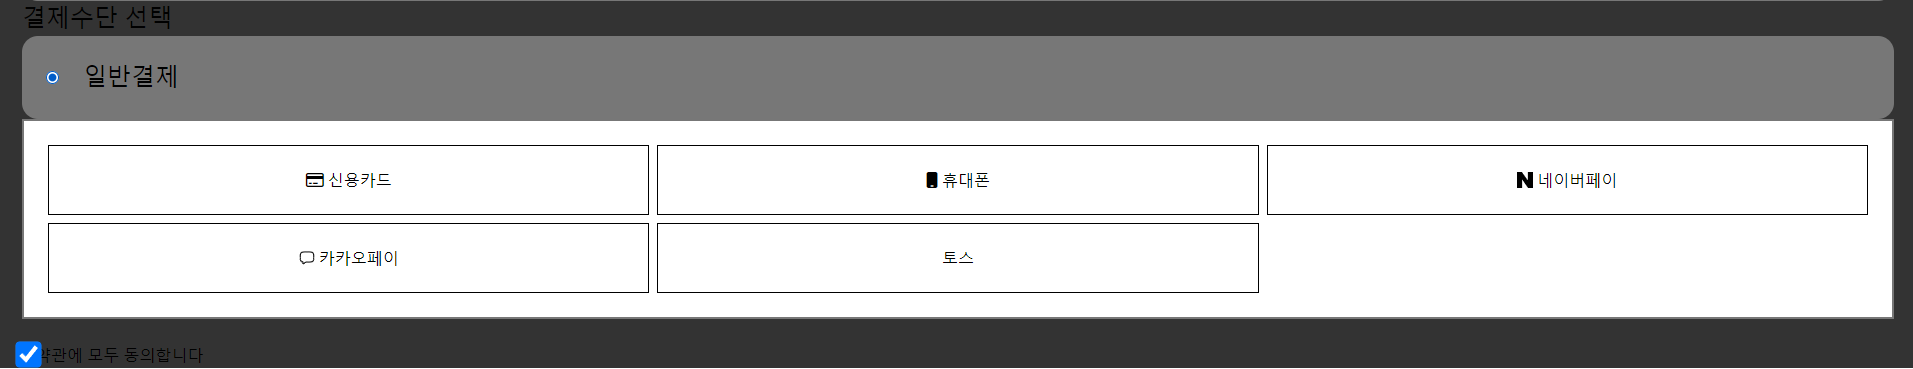 결제수단 선택
일반결제
신용카드
휴대폰
네이버페이
카카오페이
토스
약관에 모두 동의합니다